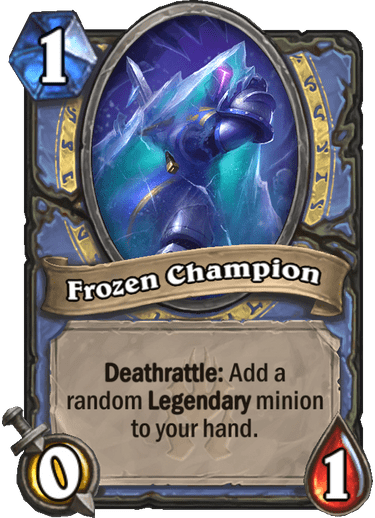 1
Frozen Champion
Deathrattle: Add a
random Legendary minion
to your hand.
0
1